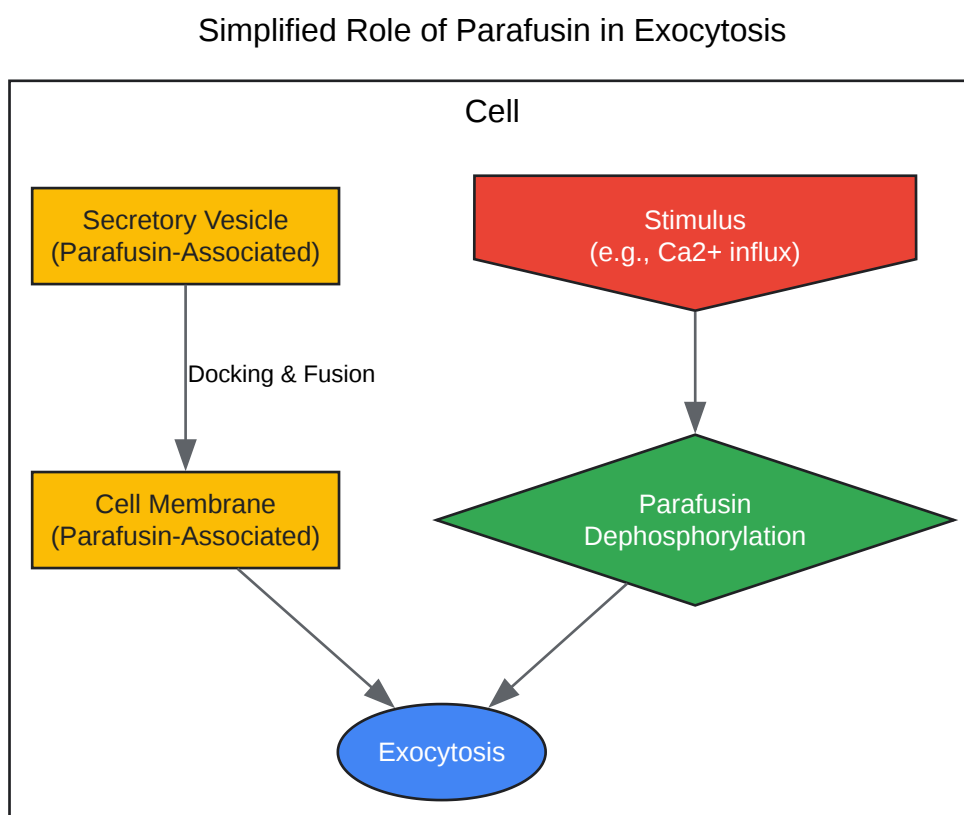 Simplified Role of Parafusin in Exocytosis
Cell
Secretory Vesicle
(Parafusin-Associated)
Stimulus
(e.g., Ca2+ influx)
Docking & Fusion
Cell Membrane
(Parafusin-Associated)
Parafusin
Dephosphorylation
Exocytosis